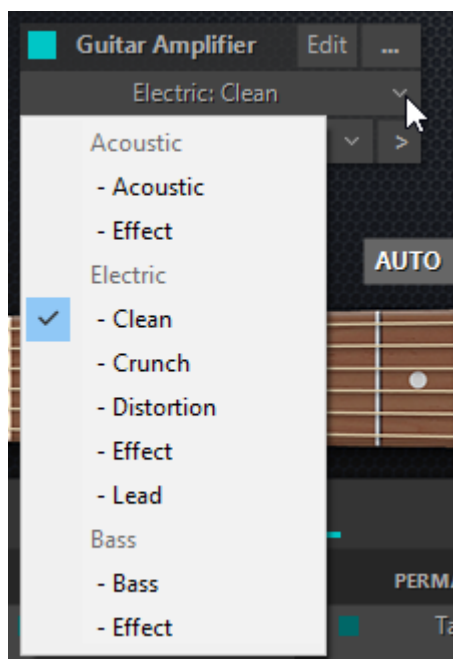 Guitar Amplifier Edit ...
Electric: Clean
>
Acoustic
- Acoustic
- Effect
AUTO
Electric
- Clean
- Crunch
- Distortion
- Effect
- Lead
Bass
- Bass
PERMA
- Effect
Ta